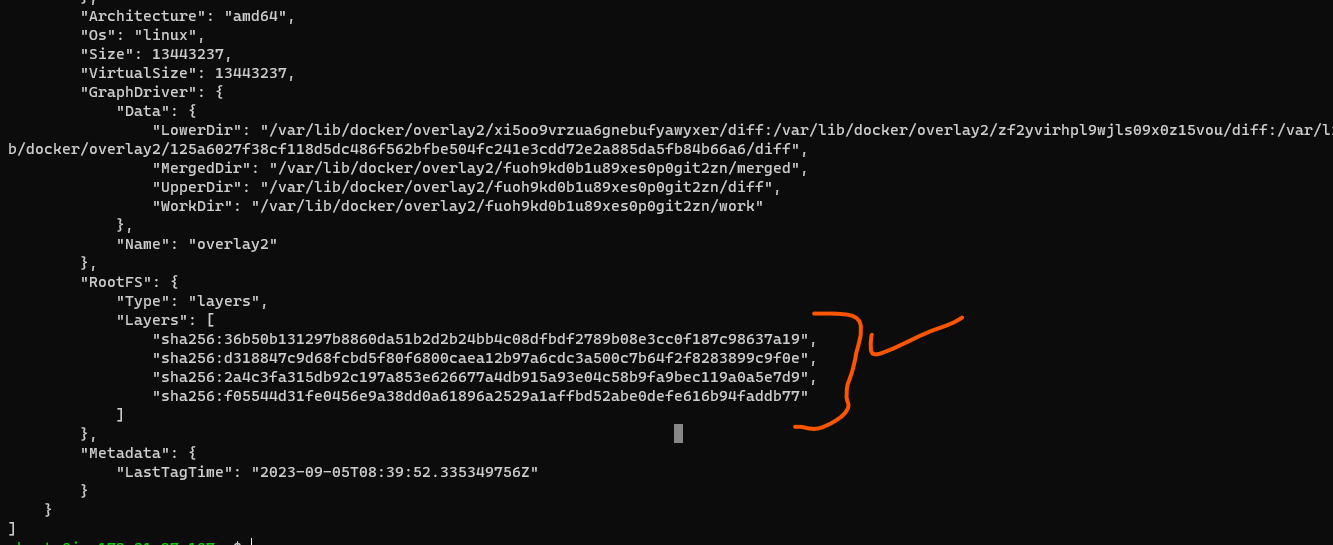 "Architecture": "amd64",
"Os": "linux",
"Size": 13443237,
"VirtualSize": 13443237,
"GraphDriver": {
"Data": {
"LowerDir": "/var/lib/docker/overlay2/xi5oo9vrzua6gnebufyawyxer/diff:/var/lib/docker/overlay2/zf2yvirhpl9wjls09x0z15vou/diff:/var/l
b/docker/overlay2/125a6027f38cf118d5dc486f562bfbe504fc241e3cdd72e2a885da5fb84b66a6/diff",
"MergedDir": "/var/lib/docker/overlay2/fuoh9kd0b1u89xes0p0git2zn/merged",
"UpperDir": "/var/lib/docker/overlay2/fuoh9kd0b1u89xes0p0git2zn/diff",
"WorkDir": "/var/lib/docker/overlay2/fuoh9kd0b1u89xes0p0git2zn/work"
},
"Name": "overlay2"
},
"RootFS": {
"Type": "layers",
"Layers": [
"sha256:36b50b131297b8860da51b2d2b24bb4c08dfbdf2789b08e3cc0f187c98637a19",
"sha256:d318847c9d68fcbd5f80f6800caea12b97a6cdc3a500c7b64f2f8283899c9f0e",
"sha256:2a4c3fa315db92c197a853e626677a4db915a93e04c58b9fa9bec119a0a5e7d9",
"sha256:f05544d31fe0456e9a38dd0a61896a2529a1affbd52abe0defe616b94faddb77"
]
},
"Metadata": {
"LastTagTime": "2023-09-05T08:39:52.335349756Z"
}
}
]